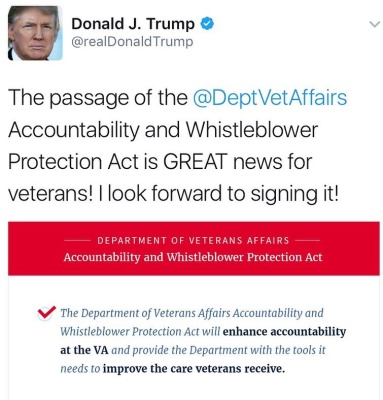 Donald J. Trump
@realDonaldTrump
The passage of the @DeptVetAffairs
Accountability and Whistleblower
Protection Act is GREAT news for
veterans! I look forward to signing it!
DEPARTMENT OF VETERANS AFFAIRS
Accountability and Whistleblower Protection Act
The Department of Veterans Affairs Accountability and
Whistleblower Protection Act will enhance accountability
at the VA and provide the Department with the tools it
needs to improve the care veterans receive.